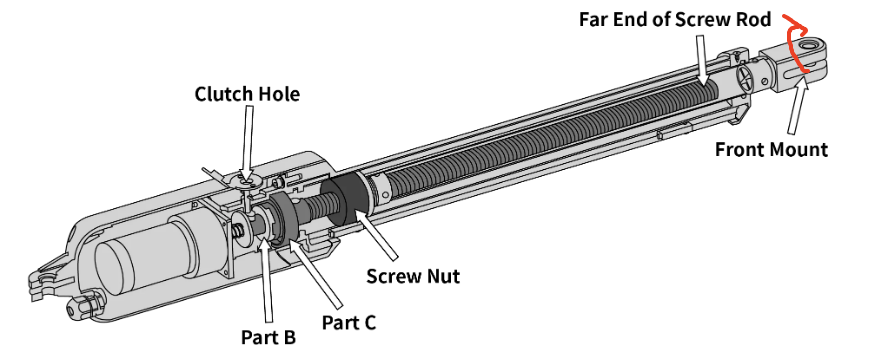 Far End of Screw Rod
Clutch Hole
Front Mount
Screw Nut
Part C
Part B